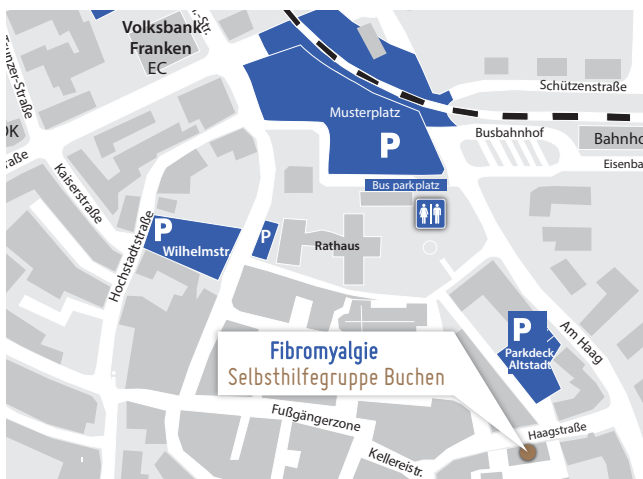 Volksbank
Franken
EC
-Str.
Schützenstraße
Musterplatz
P
Busbahnhof
Bahnho
Eisenba
Bus parkplatz
Kaiserstraße
Hochstadtstraße
P
Wilhelmstr.
P
Rathaus
P
Parkdeck
Altstadt
Am Haag
Fibromyalgie
Selbsthilfegruppe Buchen
Fußgängerzone
Haagstraße
Kellereistr.